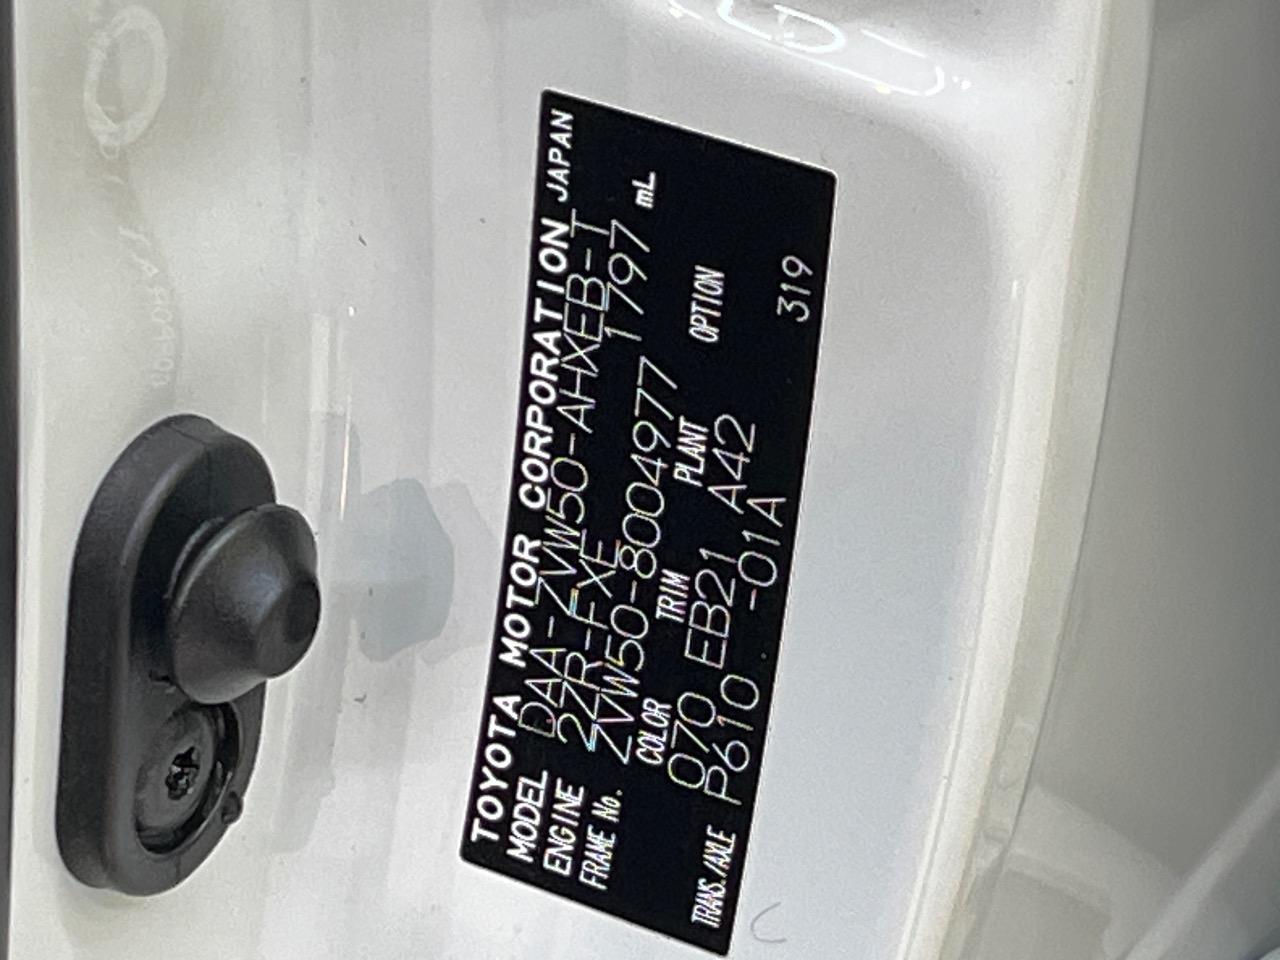 TOYOTA MOTOR CORPORATION JAPAN
MODEL DAA-ZVW50-AHXEB-T
ENGINE 2ZR-FXE 1797 mL
FRAME No. ZVW50-8004977
COLOR TRIM PLANT OPTION
070 EB21 A42
TRANS./AXLE P610 -01A 319